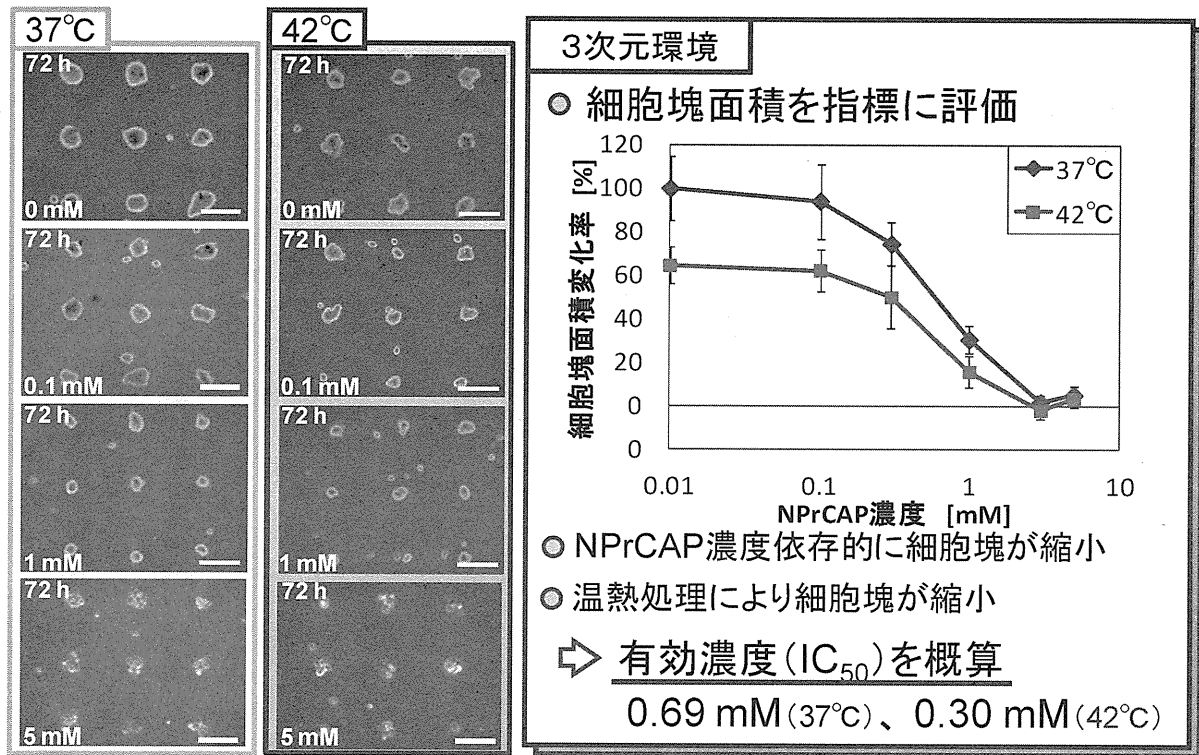 37℃
72 h
0 mM
72 h
0.1 mM
72 h
1 mM
72 h
5 mM
42℃
72 h
0 mM
72 h
0.1 mM
72 h
1 mM
72 h
5 mM
3次元環境
細胞塊面積を指標に評価
細胞塊面積変化率 [%]
120
100
80
60
40
20
0
0
37℃
42℃
0.01
0.1
1
10
NPrCAP濃度 [mM]
NPrCAP濃度依存的に細胞塊が縮小
温熱処理により細胞塊が縮小
有効濃度(IC50)を概算
0.69 mM(37℃)、0.30 mM(42℃)